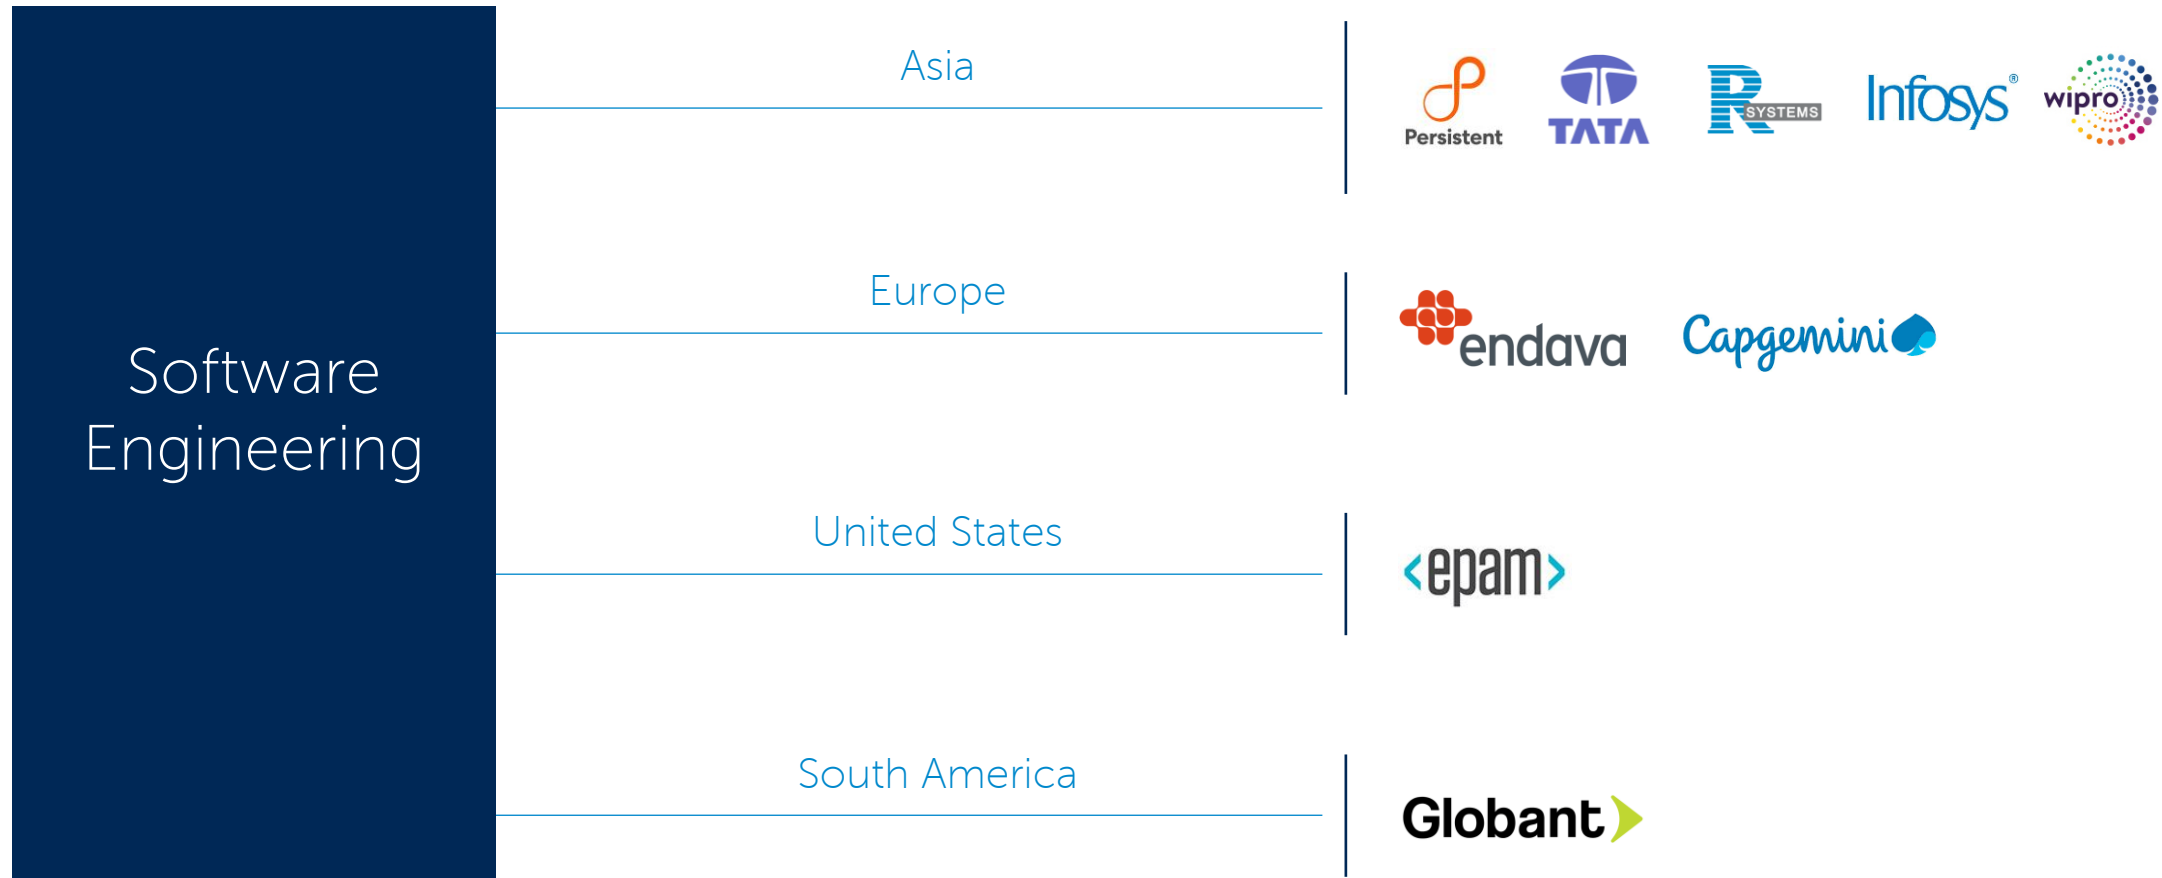 Software
Engineering
Asia
Persistent
TATA
R SYSTEMS
Infosys®
wipro
Europe
endava
Capgemini
United States
<epam>
South America
Globant